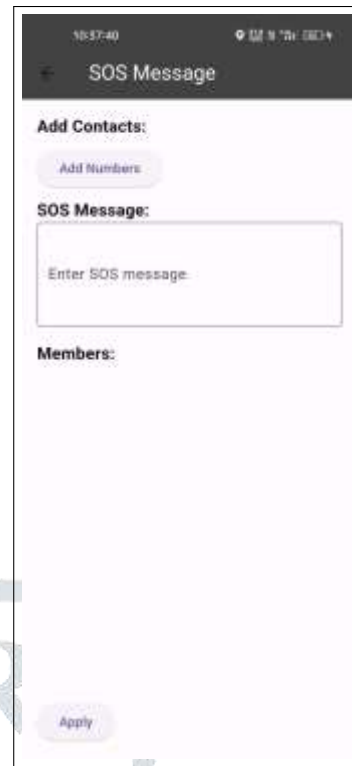 10:37:40
SOS Message
Add Contacts:
Add Numbers
SOS Message:
Enter SOS message
Members:
Apply